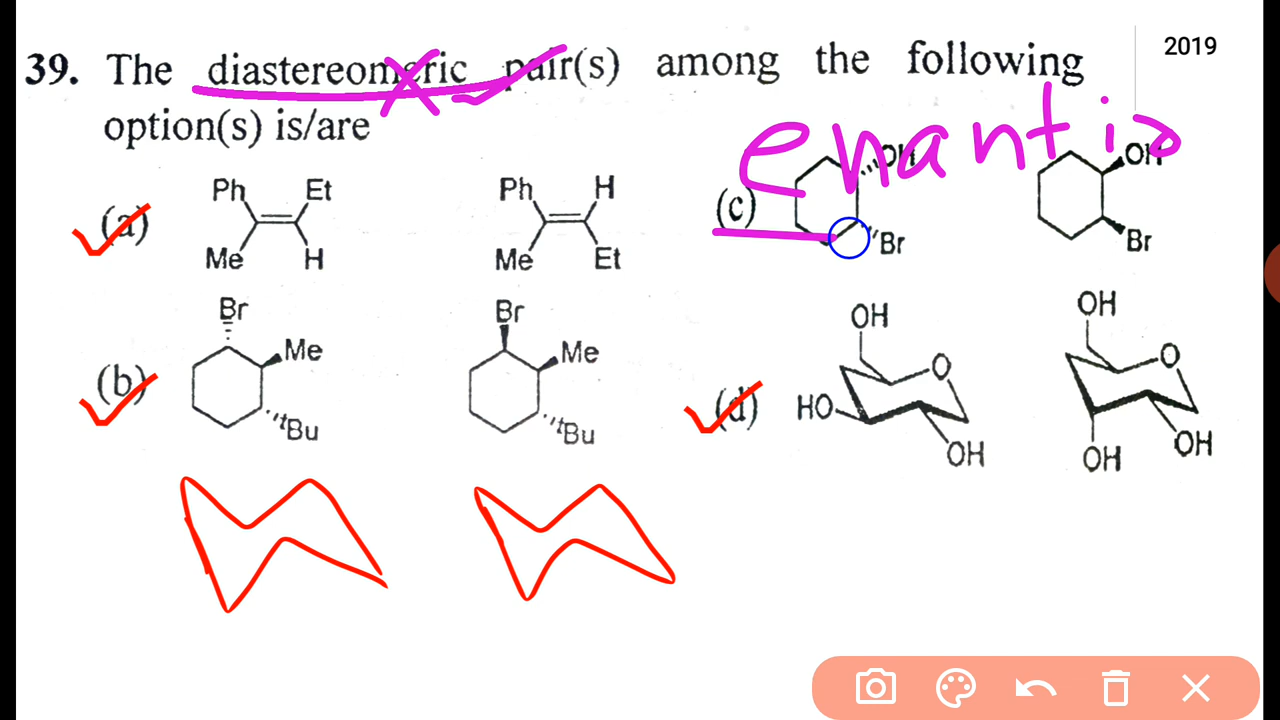 39. The diastereomeric pair(s) among the following
2019
option(s) is/are
enantio
(a) Ph Et Me H
Ph H Me Et
(c) OH Br
OH Br
(b) Br Me ᵗBu
Br Me ᵗBu
(d) OH O HO OH
OH O OH OH